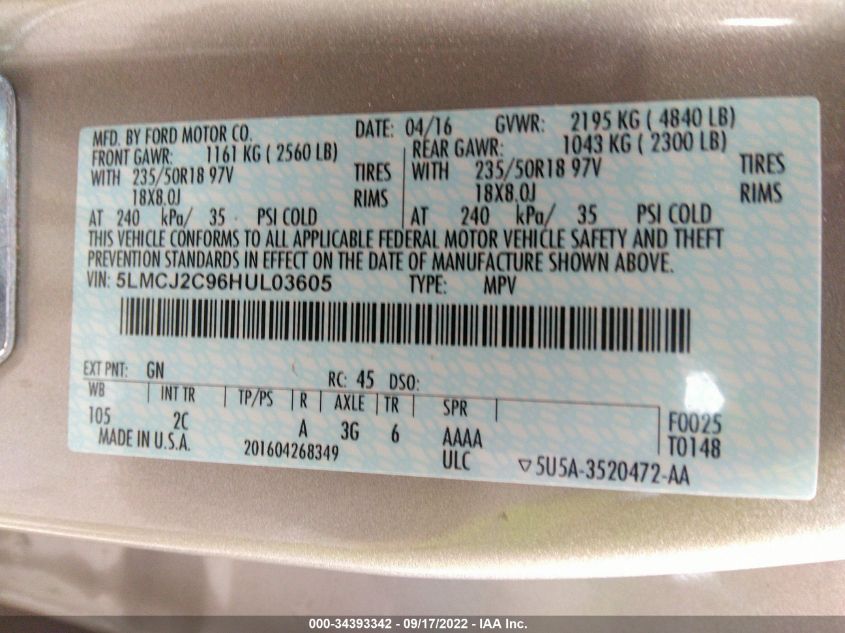 MFD. BY FORD MOTOR CO. DATE: 04/16 GVWR: 2195 KG ( 4840 LB)
FRONT GAWR: 1161 KG ( 2560 LB) REAR GAWR: 1043 KG ( 2300 LB)
WITH 235/50R18 97V TIRES WITH 235/50R18 97V TIRES
18X8.0J RIMS 18X8.0J RIMS
AT 240 kPa/ 35 PSI COLD AT 240 kPa/ 35 PSI COLD
THIS VEHICLE CONFORMS TO ALL APPLICABLE FEDERAL MOTOR VEHICLE SAFETY AND THEFT
PREVENTION STANDARDS IN EFFECT ON THE DATE OF MANUFACTURE SHOWN ABOVE.
VIN: 5LMCJ2C96HUL03605 TYPE: MPV
EXT PNT: GN RC: 45 DSO:
WB INT TR TP/PS R AXLE TR SPR
105 2C A 3G 6 AAAA F0025
MADE IN U.S.A. 201604268349 ULC T0148
▽5U5A-3520472-AA
000-34393342 - 09/17/2022 - IAA Inc.